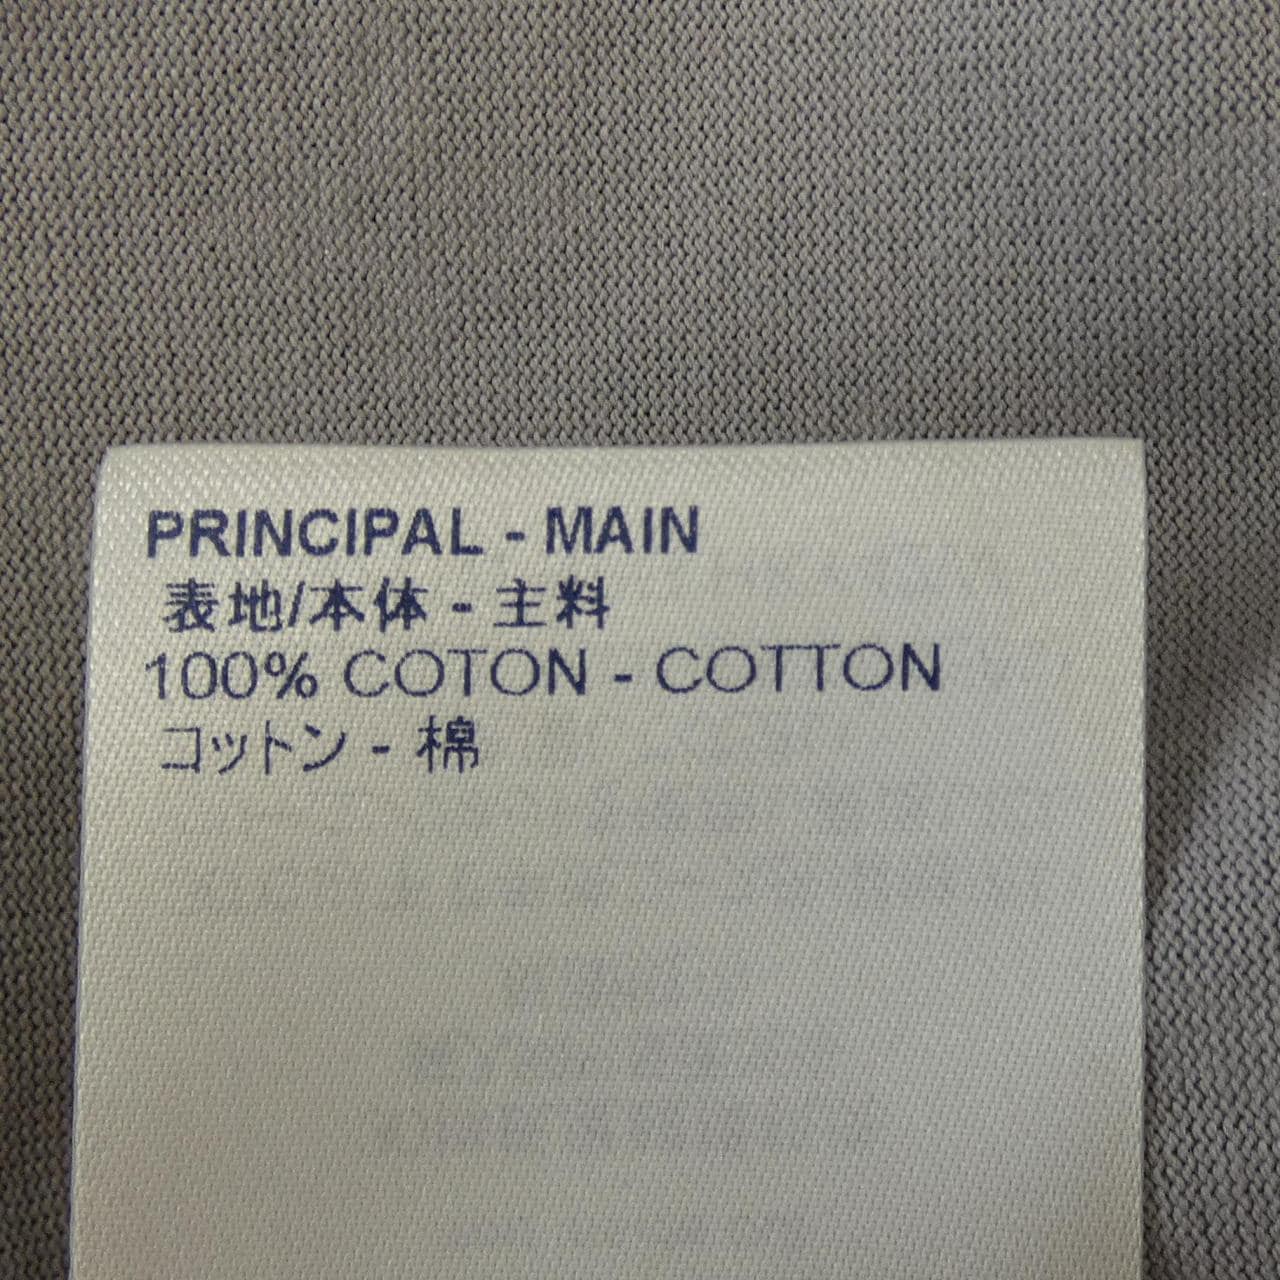 PRINCIPAL - MAIN
表地/本体 - 主料
100% COTON - COTTON
コットン - 棉